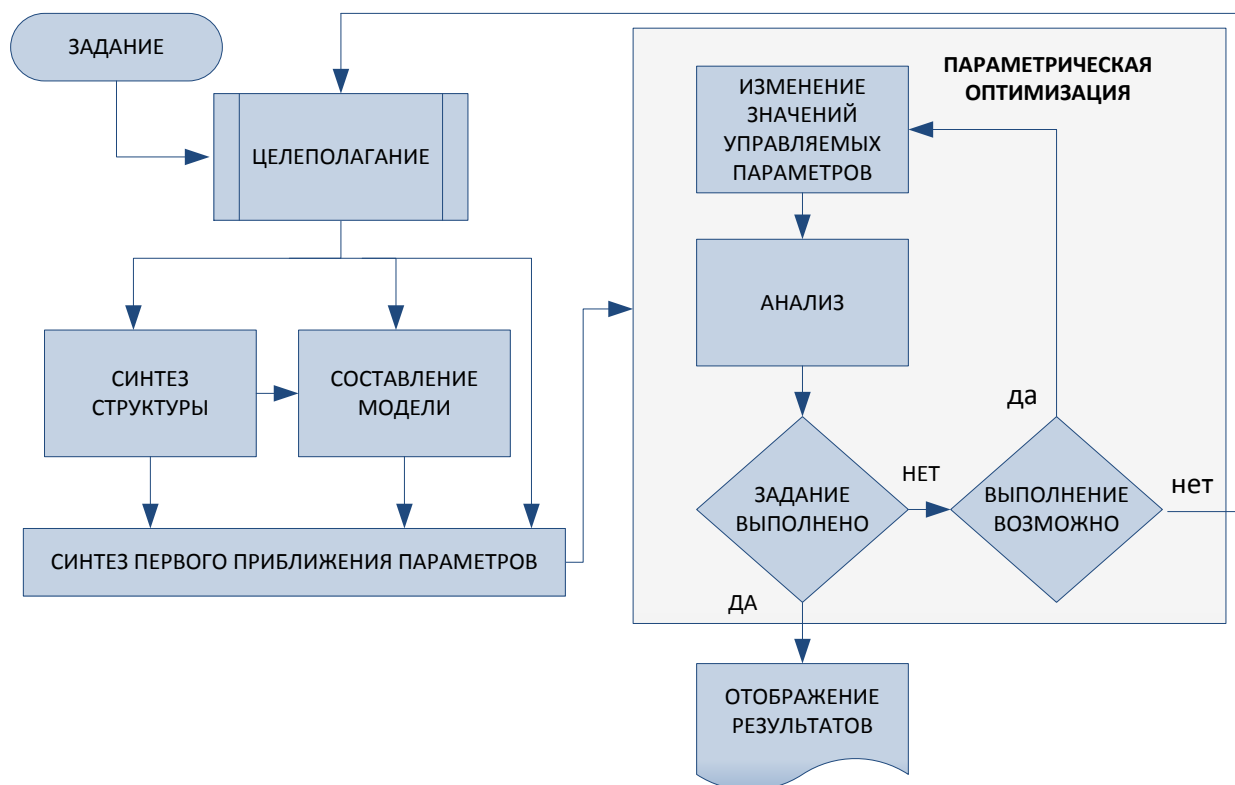 ЗАДАНИЕ
ЦЕЛЕПОЛАГАНИЕ
СИНТЕЗ
СТРУКТУРЫ
СОСТАВЛЕНИЕ
МОДЕЛИ
СИНТЕЗ ПЕРВОГО ПРИБЛИЖЕНИЯ ПАРАМЕТРОВ
ПАРАМЕТРИЧЕСКАЯ
ОПТИМИЗАЦИЯ
ИЗМЕНЕНИЕ
ЗНАЧЕНИЙ
УПРАВЛЯЕМЫХ
ПАРАМЕТРОВ
АНАЛИЗ
ЗАДАНИЕ
ВЫПОЛНЕНО
НЕТ
ВЫПОЛНЕНИЕ
ВОЗМОЖНО
да
нет
ДА
ОТОБРАЖЕНИЕ
РЕЗУЛЬТАТОВ